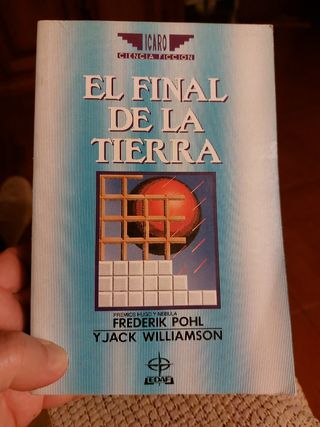 ICARO
CIENCIA FICCION
EL FINAL
DE LA
TIERRA
PREMIOS HUGO Y NEBULA
FREDERIK POHL
Y JACK WILLIAMSON
EDAF